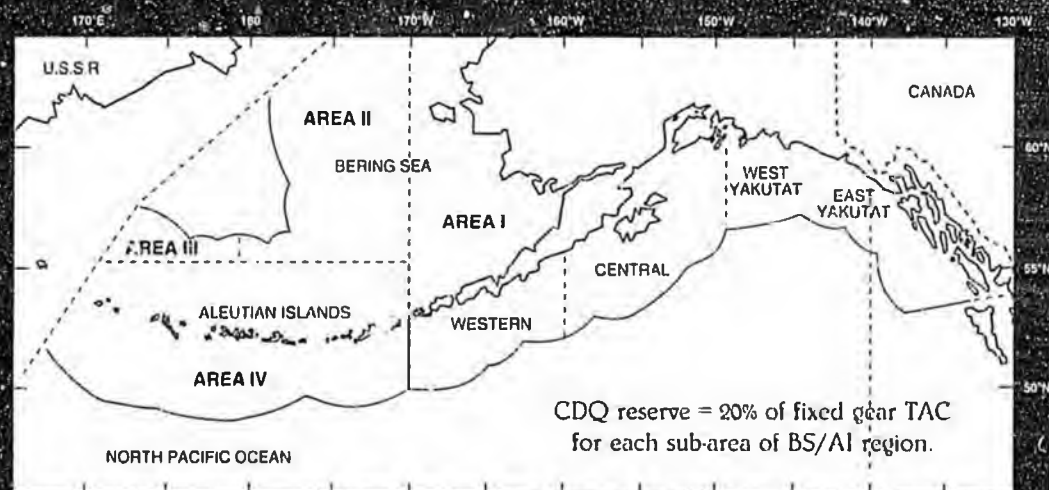 170°E 180 170°W 160°W 150°W 140°W 130°W
U.S.S.R
CANADA
AREA II
BERING SEA
60°N
WEST
YAKUTAT
EAST
YAKUTAT
AREA I
AREA III
CENTRAL
55°N
ALEUTIAN ISLANDS
WESTERN
AREA IV
50°N
CDQ reserve = 20% of fixed gear TAC
for each sub-area of BS/AI region.
NORTH PACIFIC OCEAN